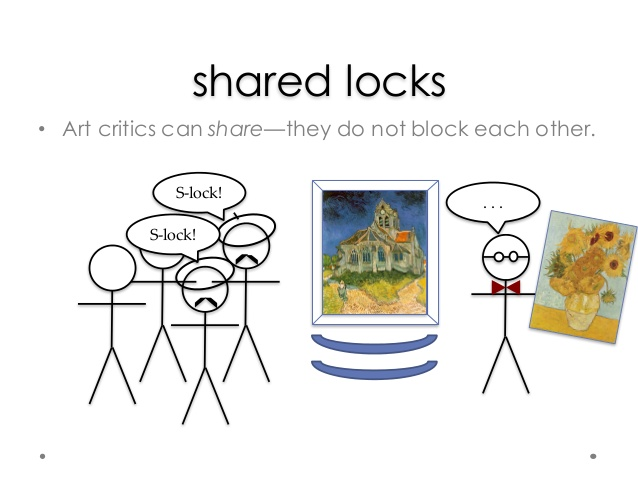 shared locks
• Art critics can share—they do not block each other.
S-lock!
S-lock!
...